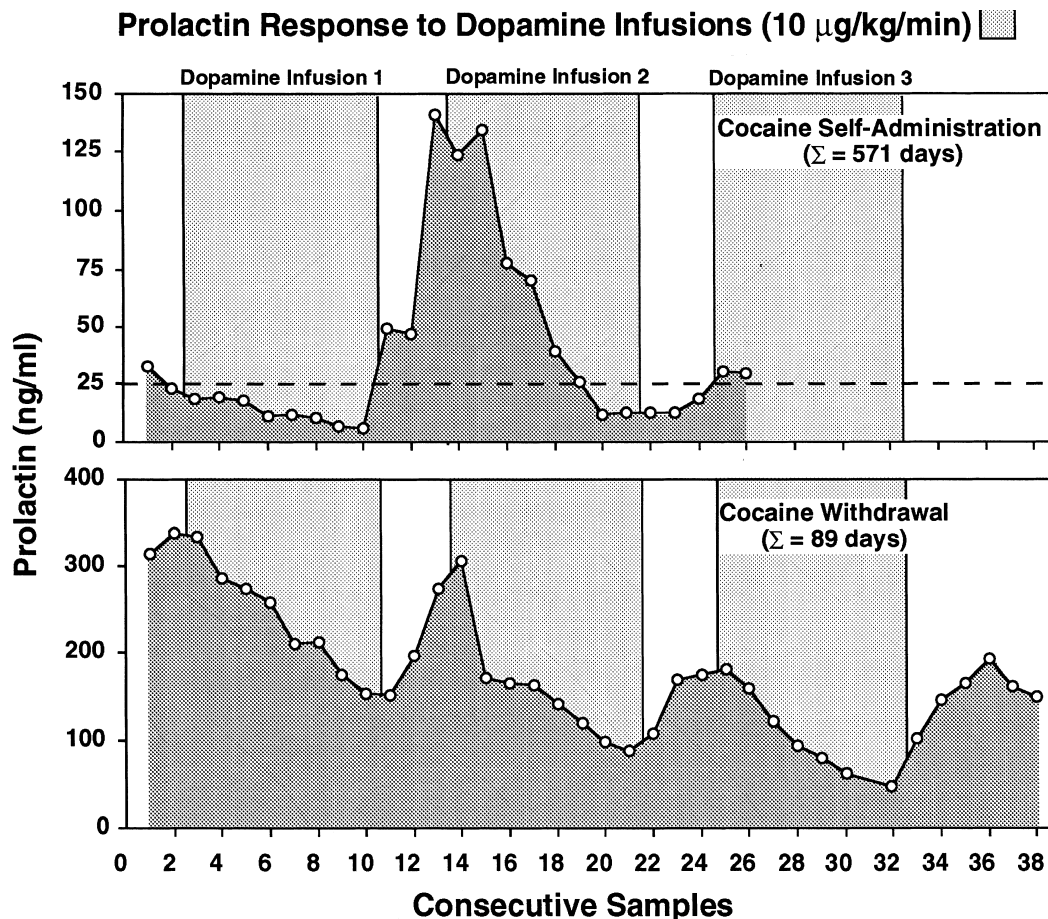 Prolactin Response to Dopamine Infusions (10 μg/kg/min)
Dopamine Infusion 1
Dopamine Infusion 2
Dopamine Infusion 3
150
125
100
75
50
25
0
Cocaine Self-Administration
(Σ = 571 days)
Prolactin (ng/ml)
400
300
200
100
0
Cocaine Withdrawal
(Σ = 89 days)
0 2 4 6 8 10 12 14 16 18 20 22 24 26 28 30 32 34 36 38
Consecutive Samples